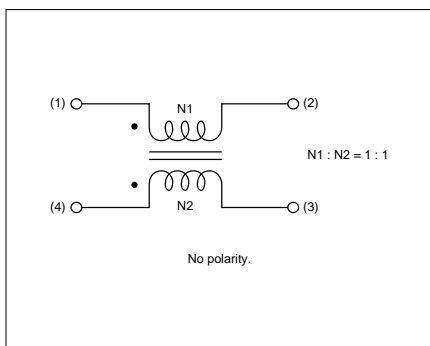 (1)
N1
(2)
N1 : N2 = 1 : 1
(4)
N2
(3)
No polarity.